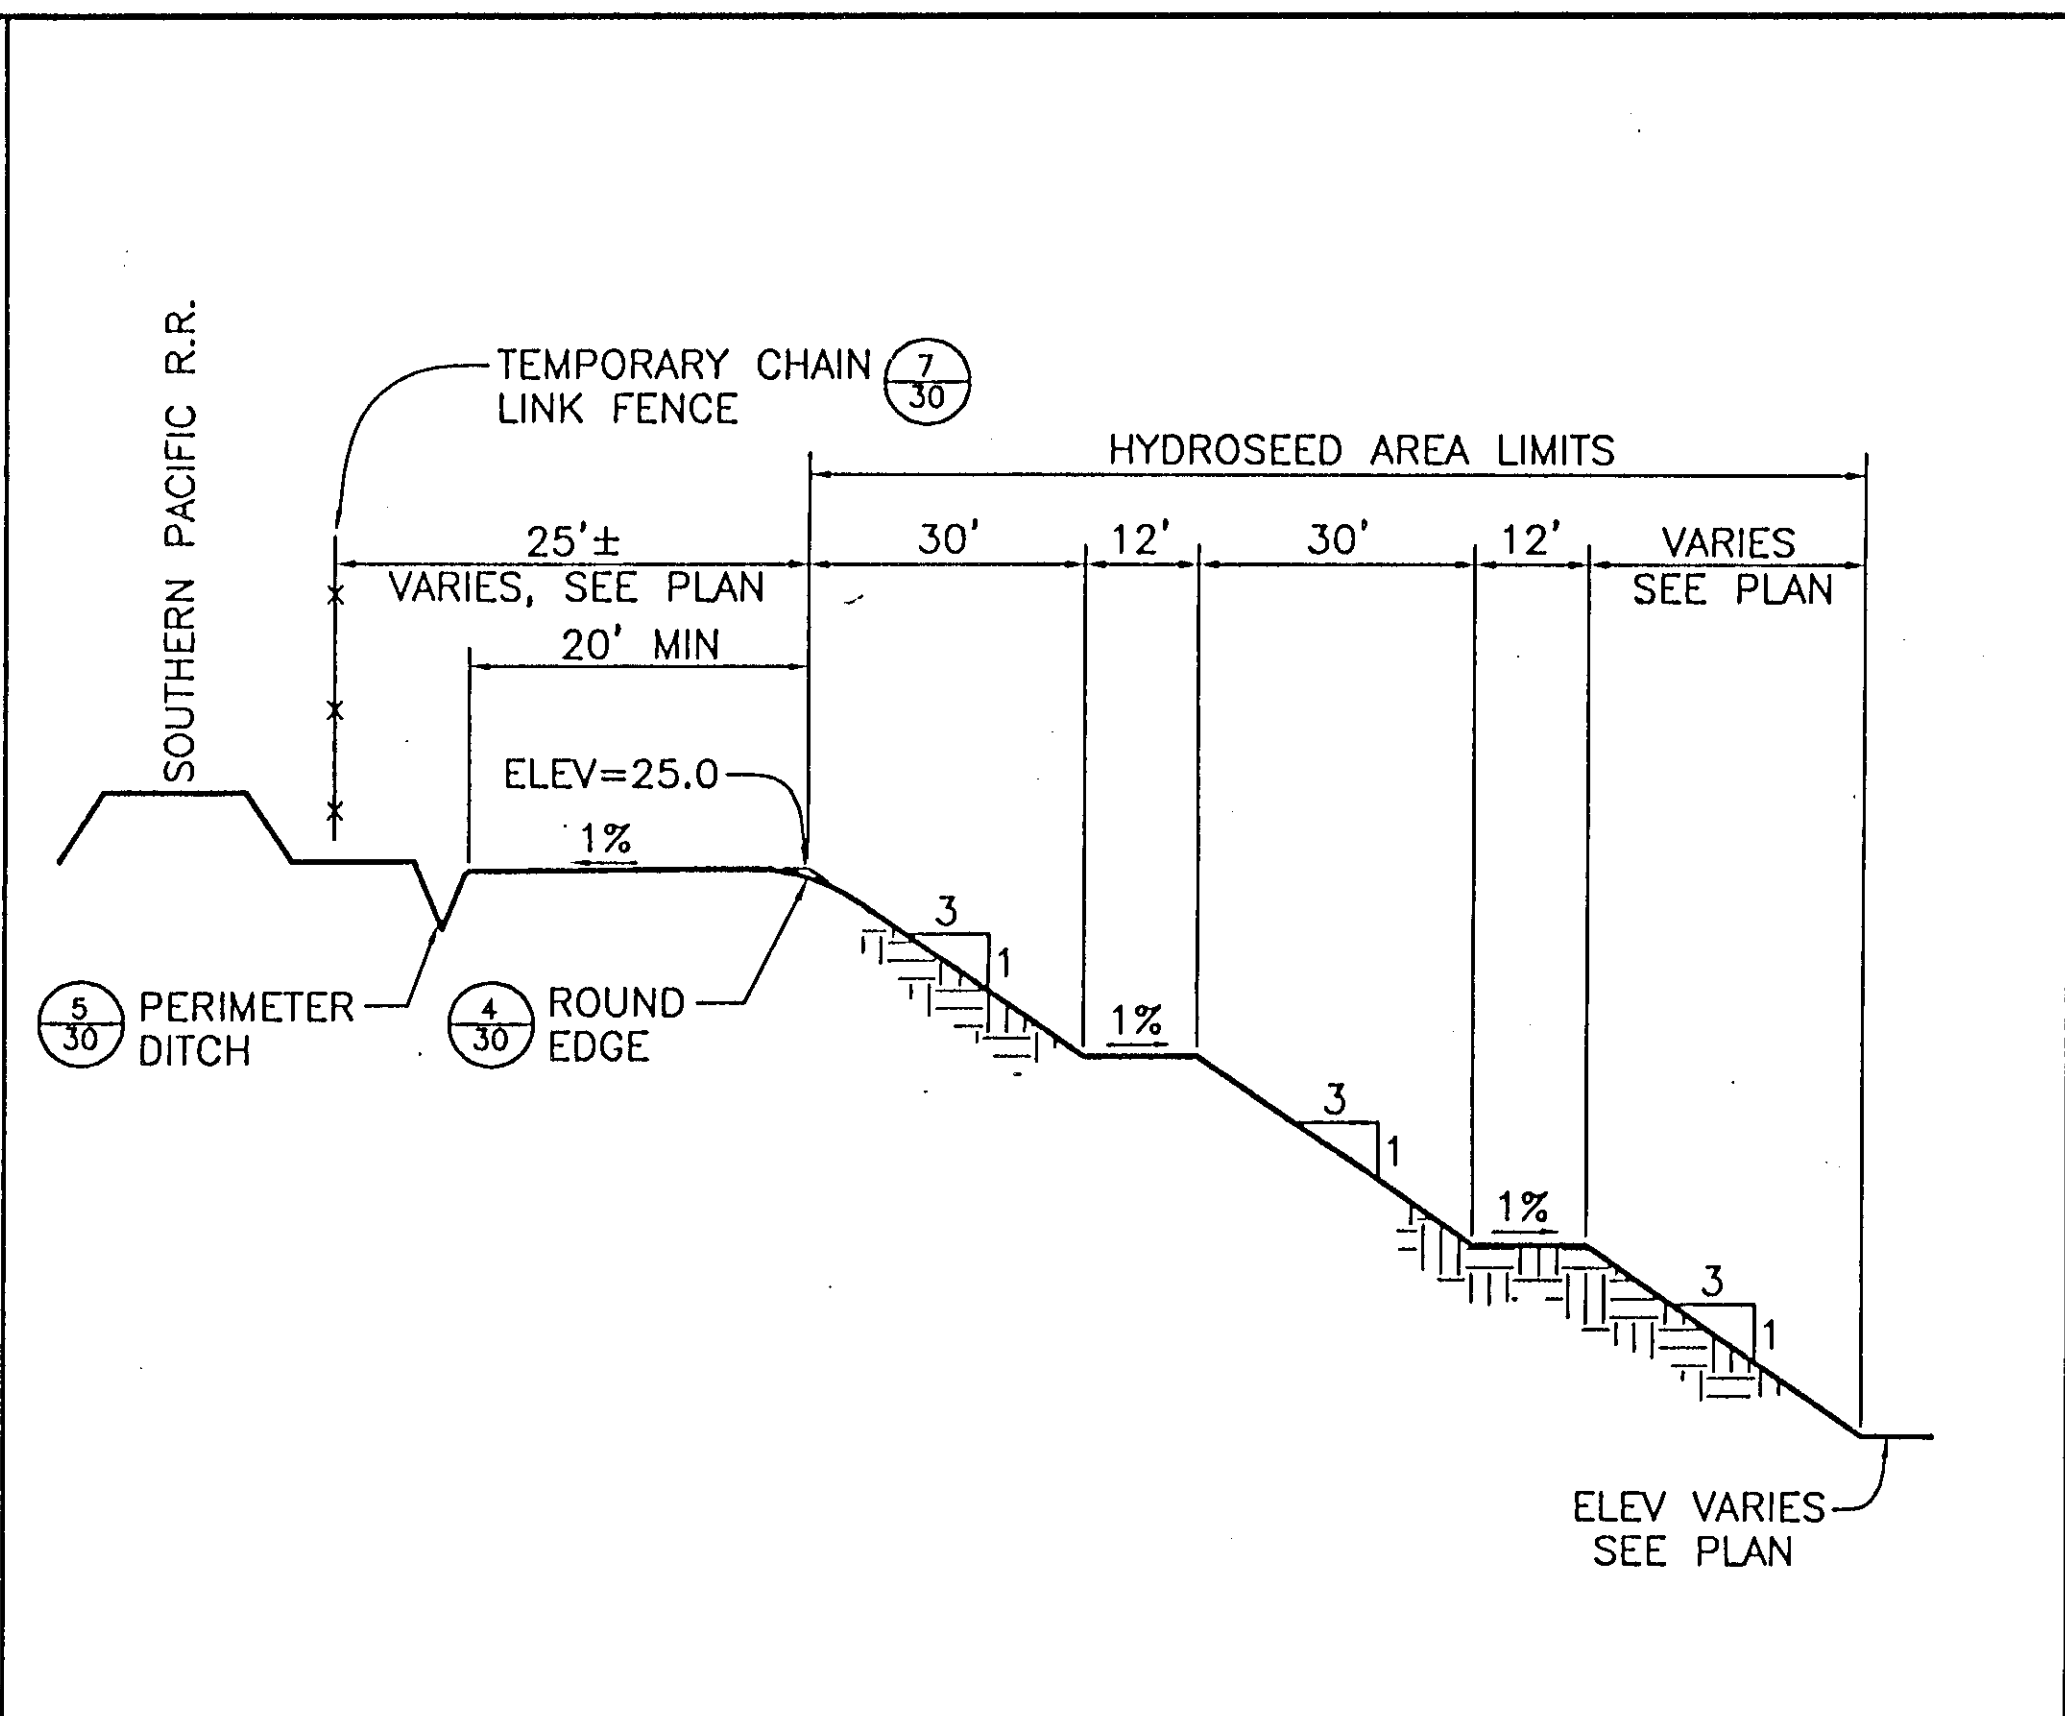 SOUTHERN PACIFIC R.R.
TEMPORARY CHAIN
LINK FENCE
7
30
HYDROSEED AREA LIMITS
25'±
VARIES, SEE PLAN
30'
12'
30'
12'
VARIES
SEE PLAN
20' MIN
ELEV=25.0
1%
3
1
5
30
PERIMETER
DITCH
4
30
ROUND
EDGE
1%
3
1
1%
3
1
ELEV VARIES
SEE PLAN